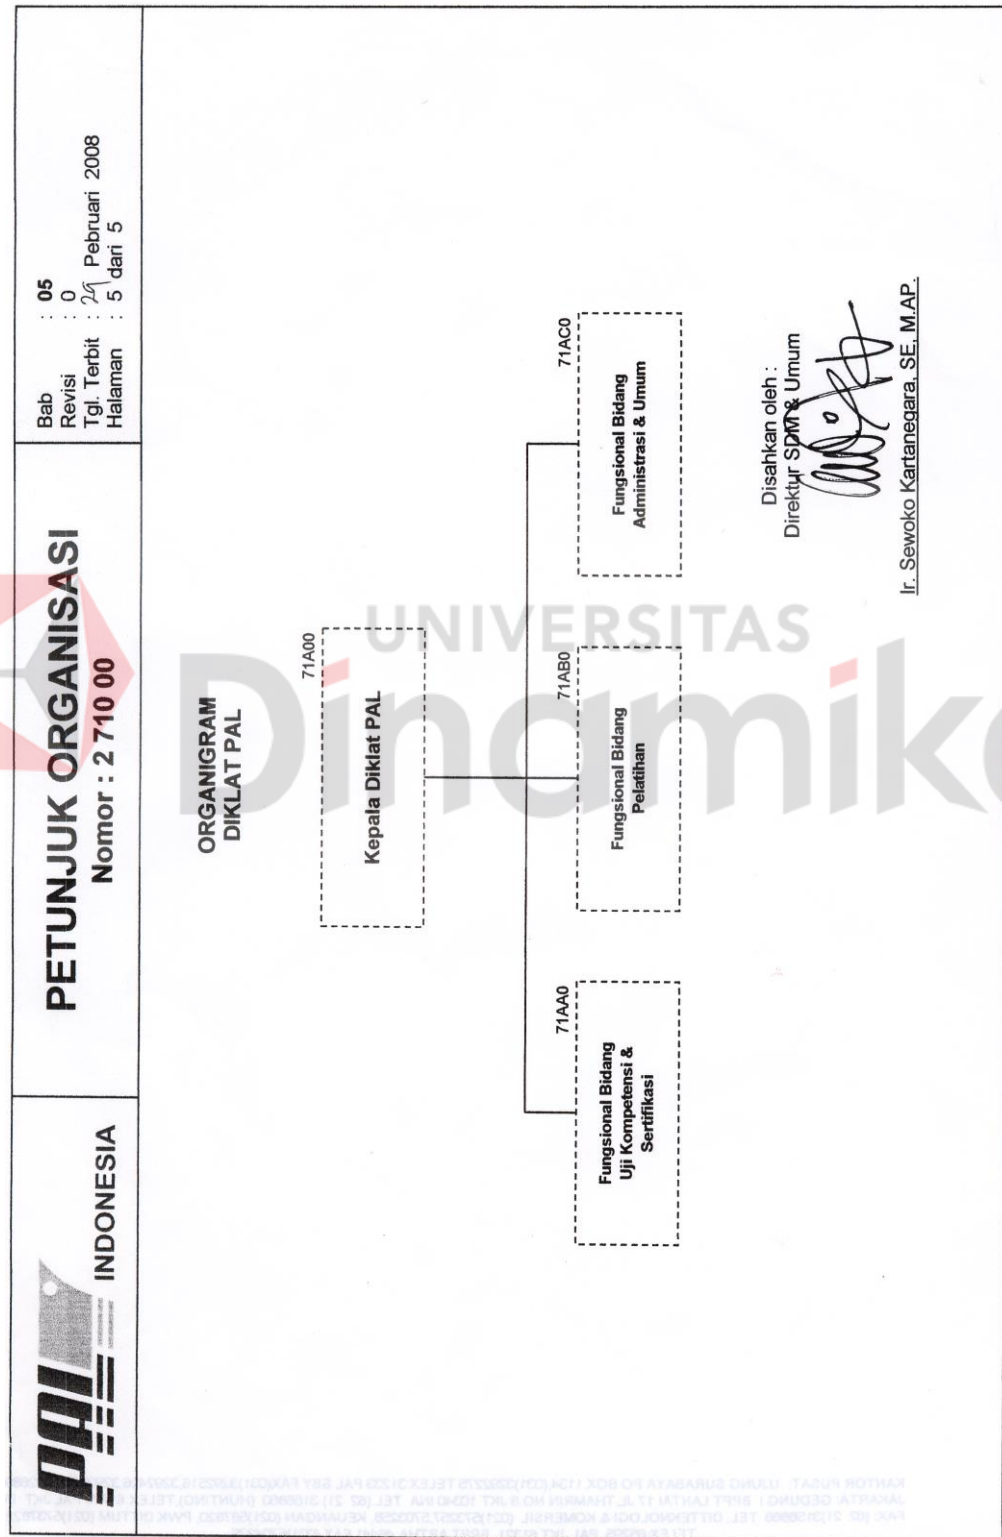 PAL
INDONESIA
PETUNJUK ORGANISASI
Nomor : 2 710 00
Bab : 05
Revisi : 0
Tgl. Terbit : 29 Pebruari 2008
Halaman : 5 dari 5
ORGANIGRAM
DIKLAT PAL
71A00
Kepala Diklat PAL
71AA0
Fungsional Bidang
Uji Kompetensi &
Sertifikasi
71AB0
Fungsional Bidang
Pelatihan
71AC0
Fungsional Bidang
Administrasi & Umum
Disahkan oleh :
Direktur SDM & Umum
Ir. Sewoko Kartanegara, SE, M.AP.
UNIVERSITAS
Dinamika